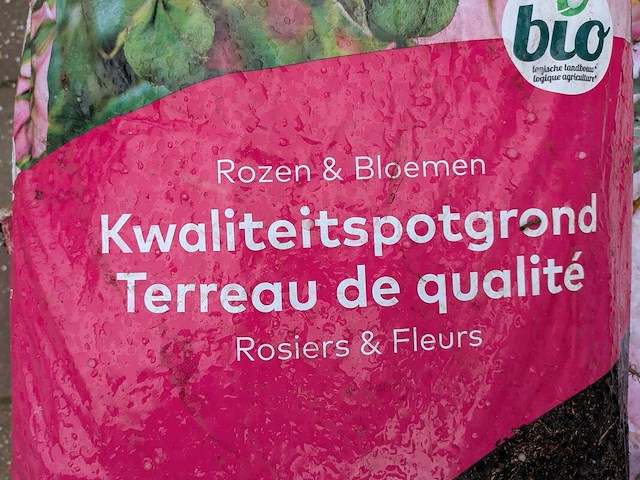 bio
logische landbouw*
logique agriculture*
Rozen & Bloemen
Kwaliteitspotgrond
Terreau de qualité
Rosiers & Fleurs